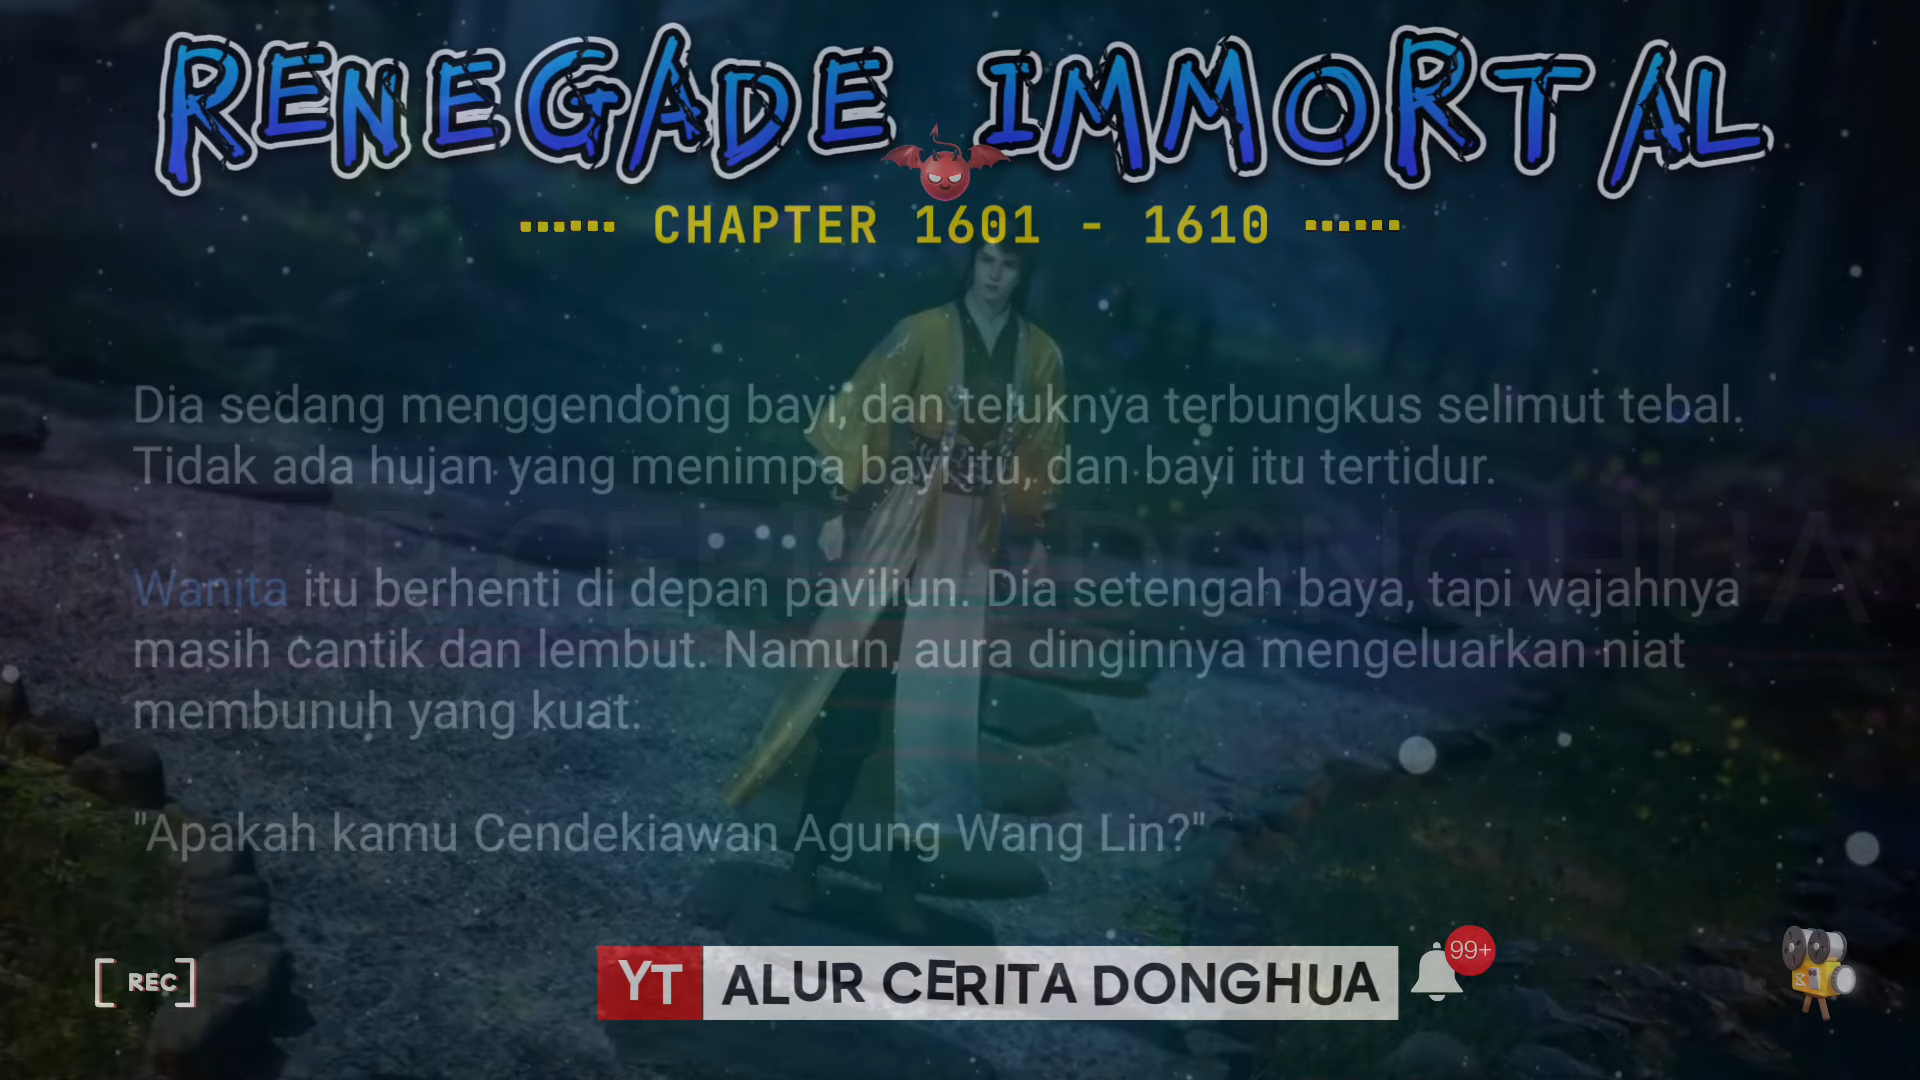 RENEGADE IMMORTAL
CHAPTER 1601 - 1610
Dia sedang menggendong bayi, dan teluknya terbungkus selimut tebal.
Tidak ada hujan yang menimpa bayi itu, dan bayi itu tertidur.
ALUR CERITA DONGHUA
Wanita itu berhenti di depan paviliun. Dia setengah baya, tapi wajahnya
masih cantik dan lembut. Namun, aura dinginnya mengeluarkan niat
membunuh yang kuat.
"Apakah kamu Cendekiawan Agung Wang Lin?"
[ REC ]
YT ALUR CERITA DONGHUA
99+